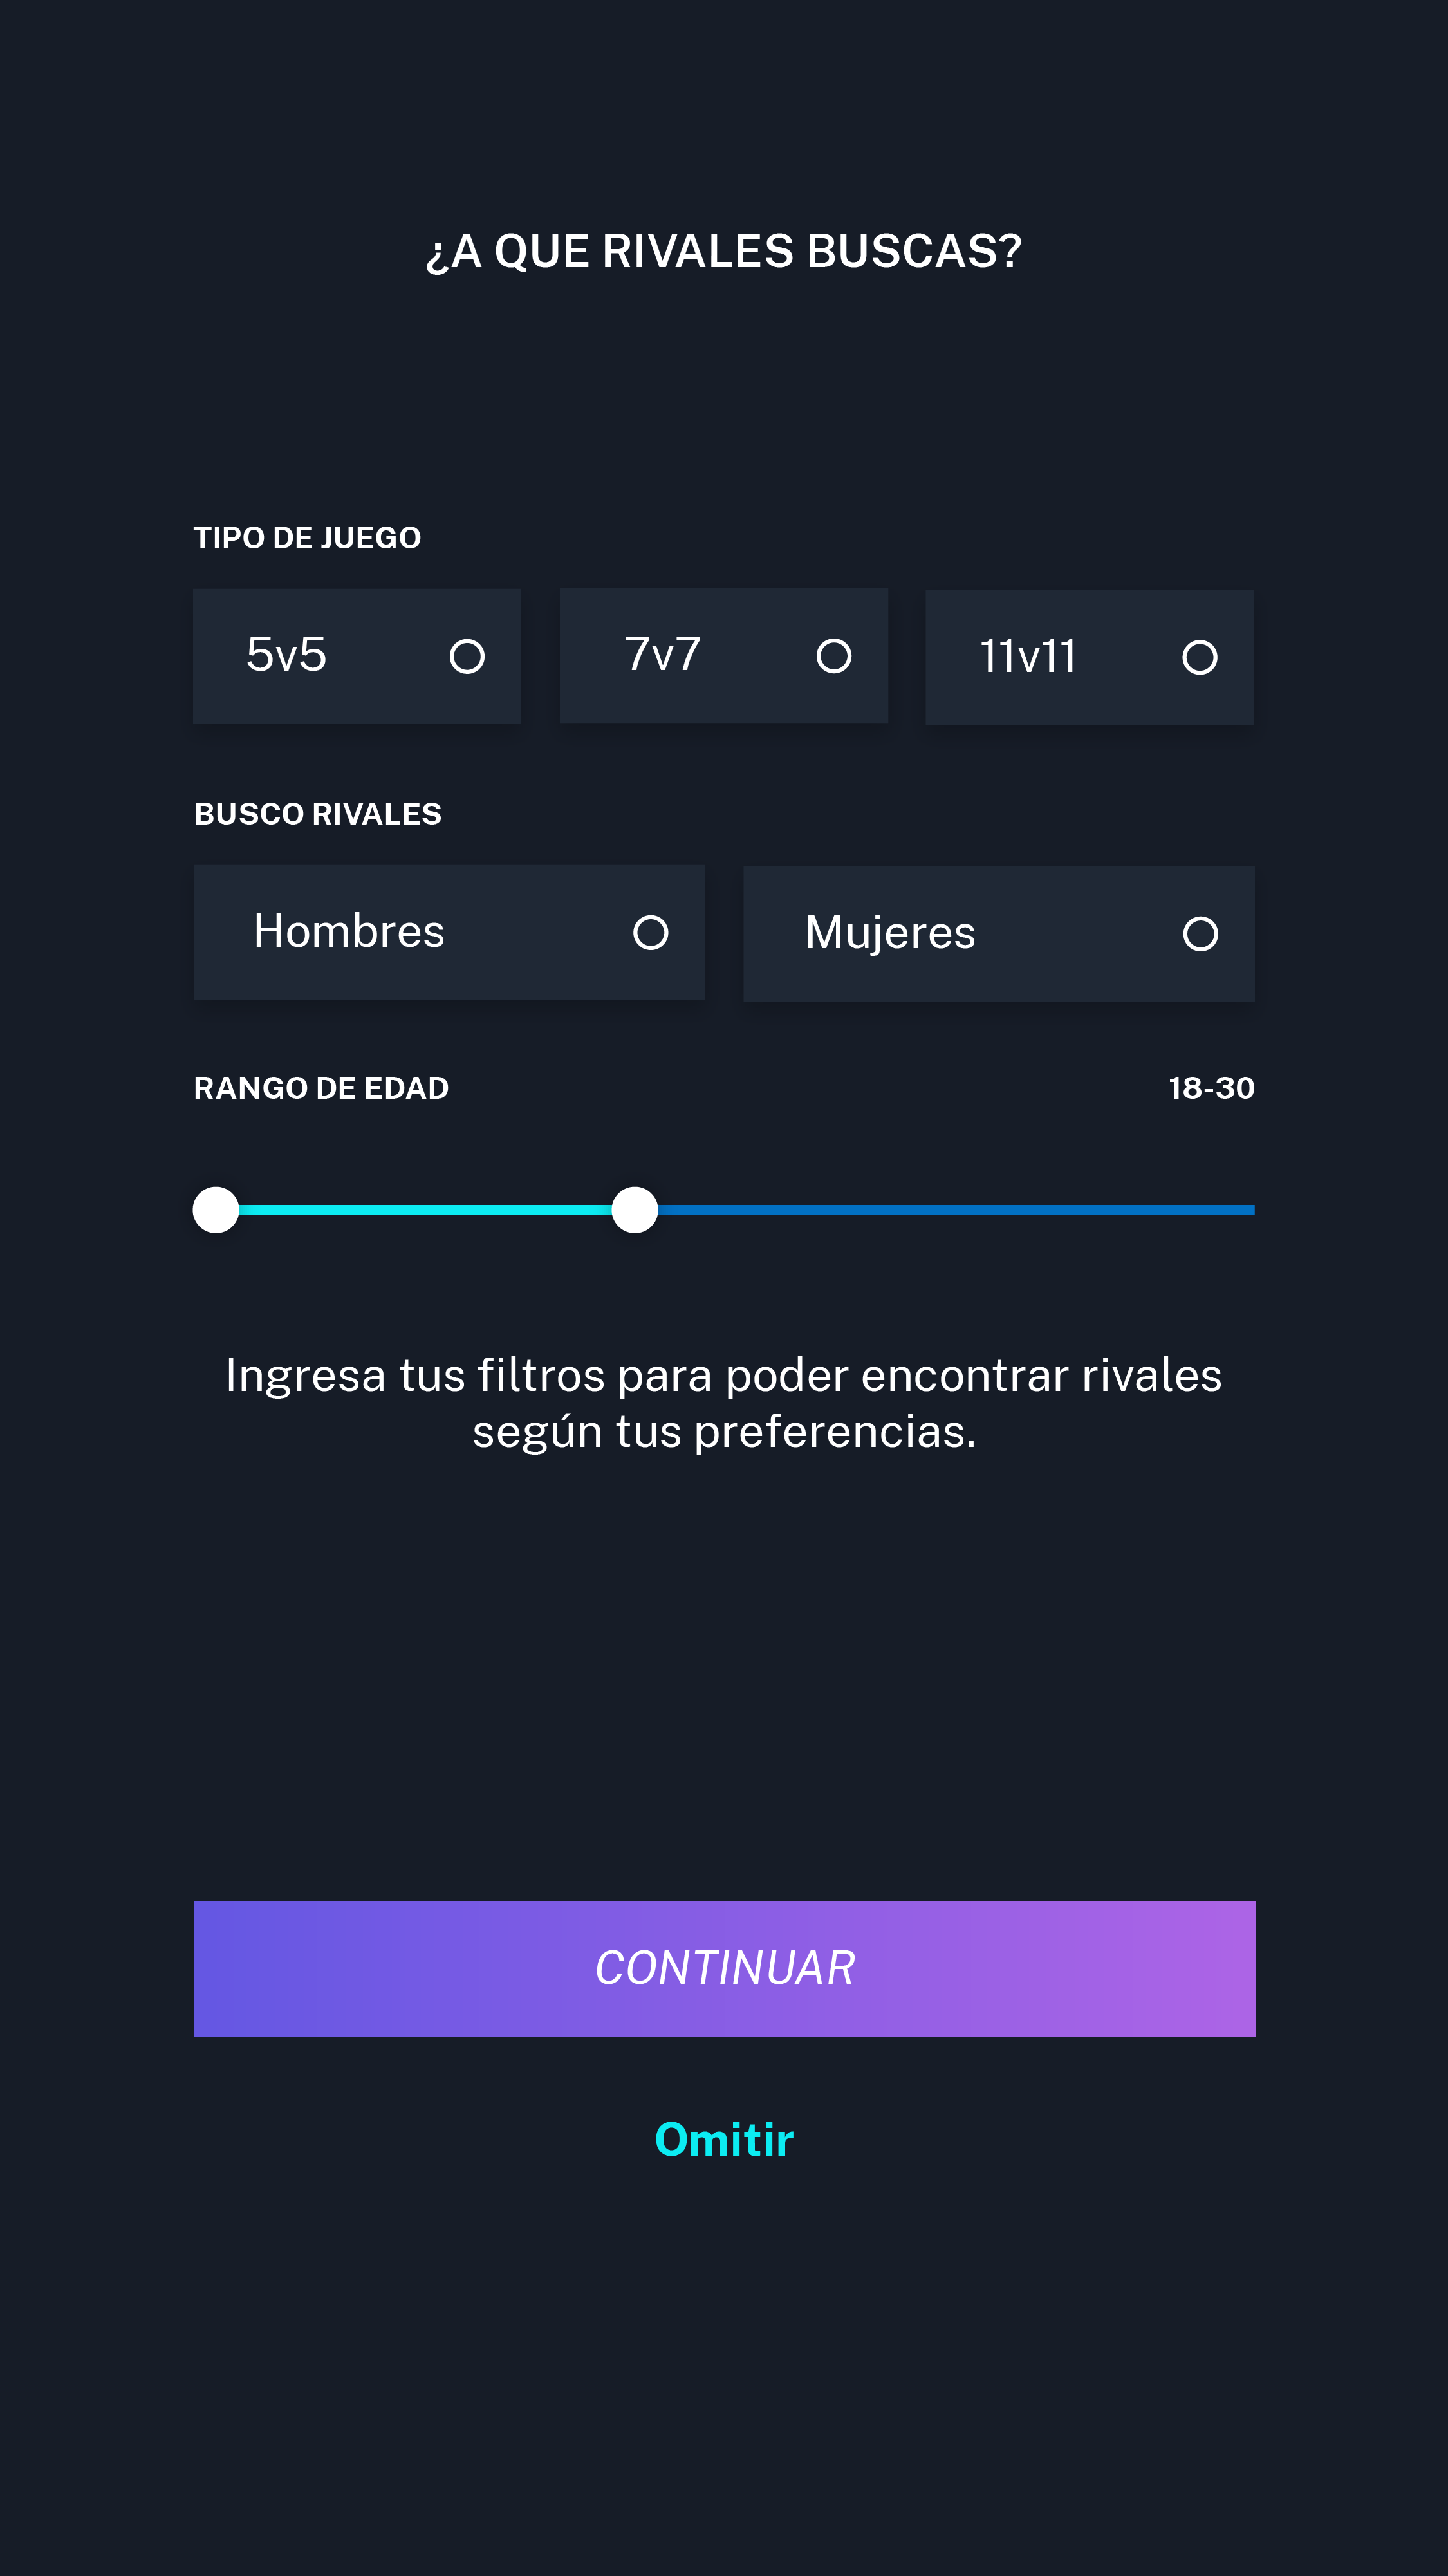 ¿A QUE RIVALES BUSCAS?
TIPO DE JUEGO
5v5 7v7 11v11
BUSCO RIVALES
Hombres Mujeres
RANGO DE EDAD 18-30
Ingresa tus filtros para poder encontrar rivales
según tus preferencias.
CONTINUAR
Omitir